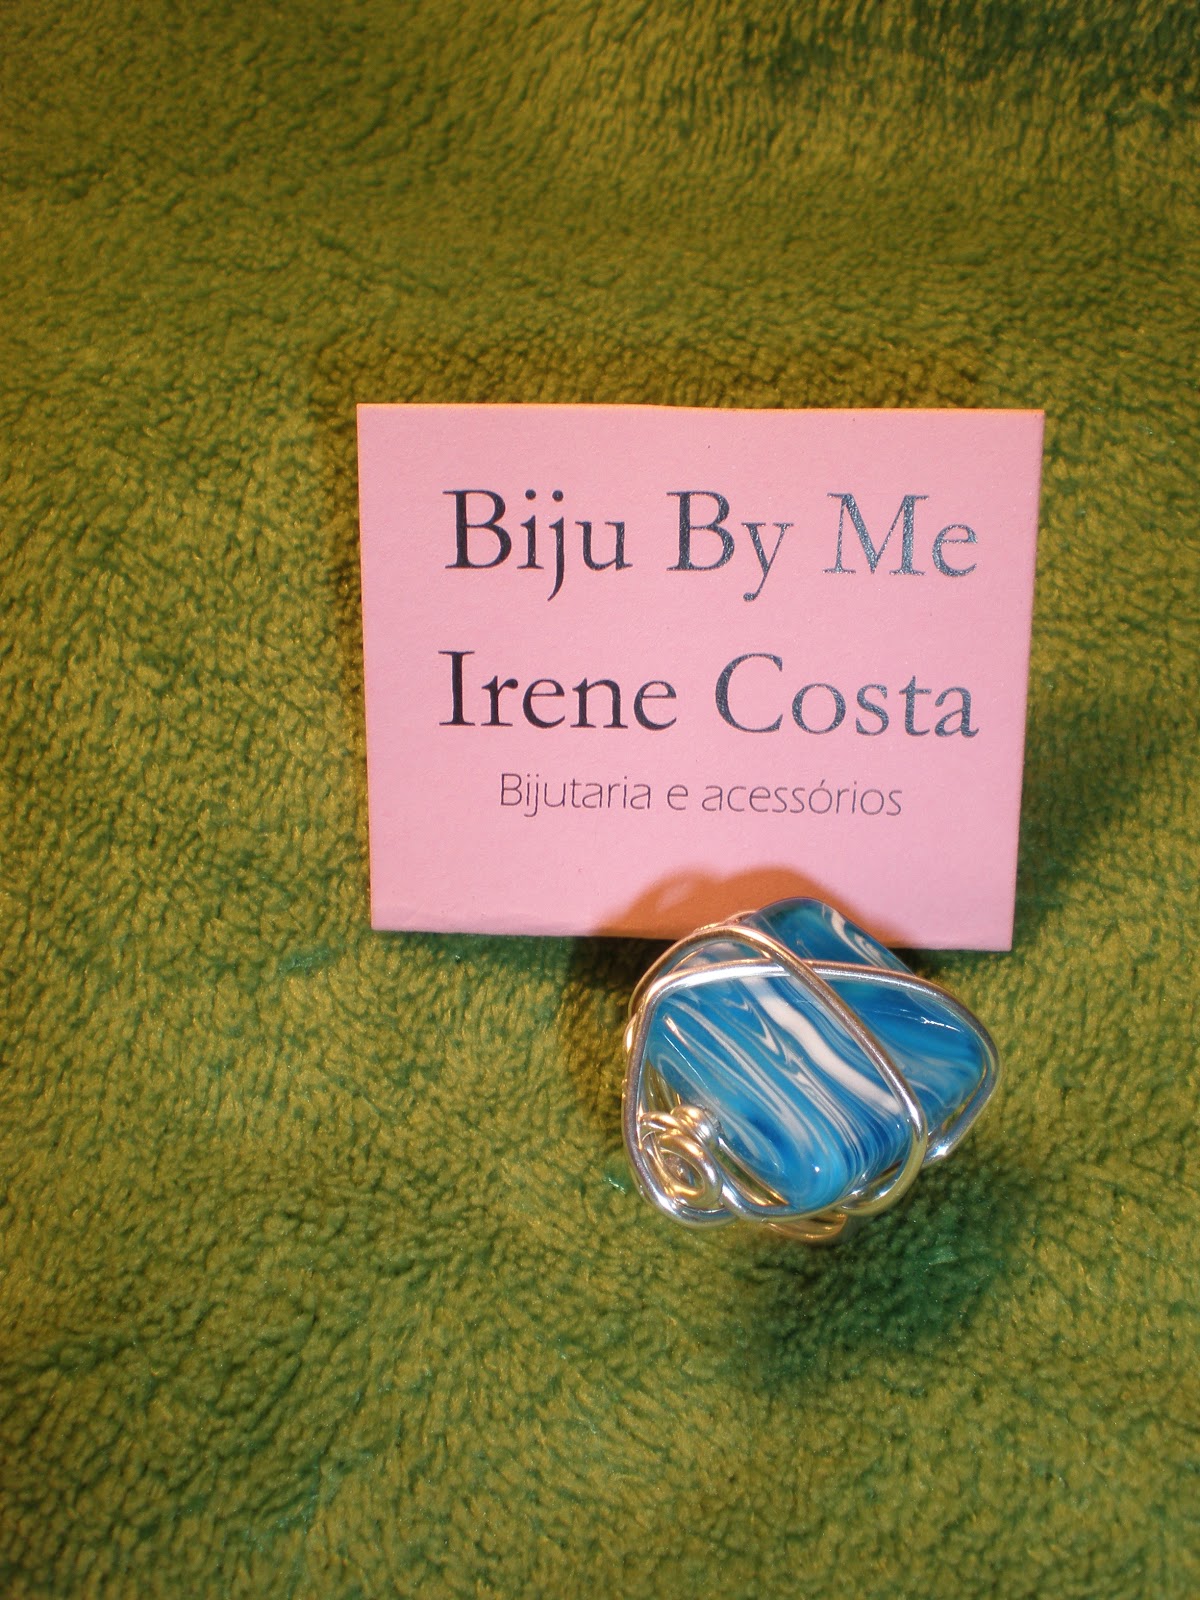 Biju By Me
Irene Costa
Bijutaria e acessórios